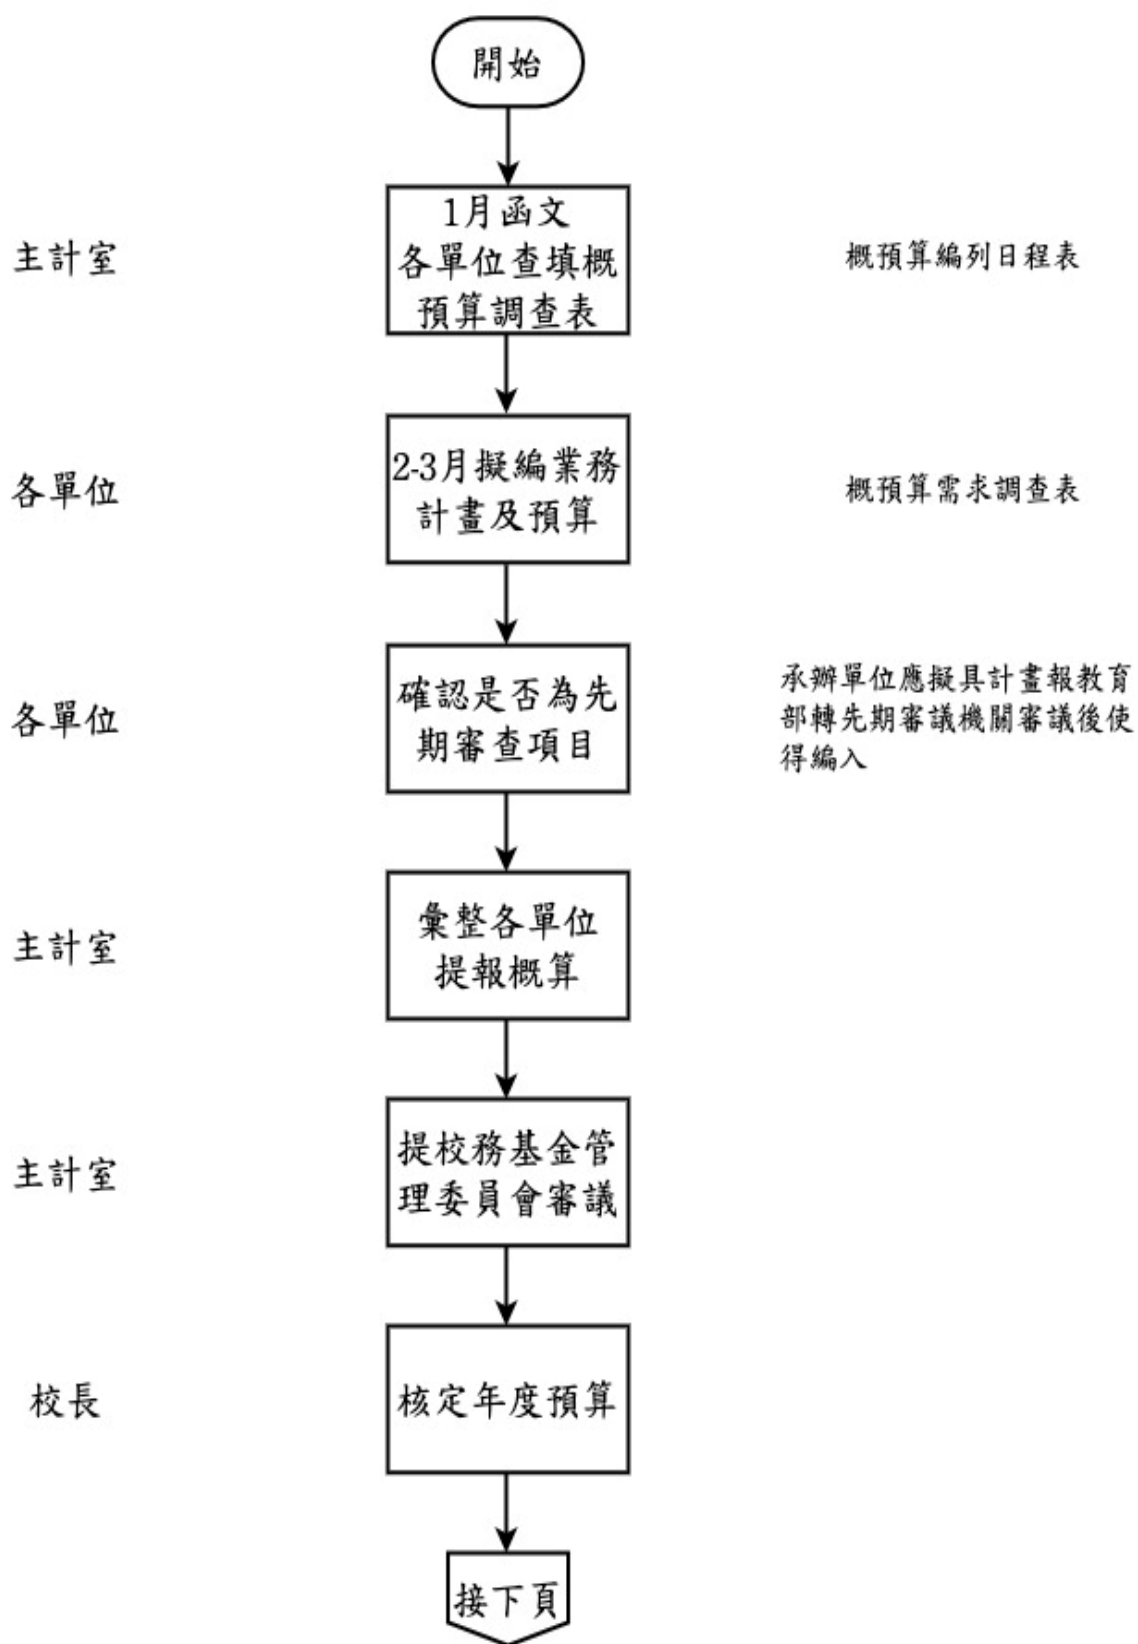 開始
1月函文
主計室
各單位查填概
概預算編列日程表
預算調查表
2-3月擬編業務
各單位
概預算需求調查表
計畫及預算
確認是否為先
各單位
期審查項目
承辦單位應擬具計畫報教育
部轉先期審議機關審議後使
得編入
彙整各單位
主計室
提報概算
提校務基金管
主計室
理委員會審議
校長
核定年度預算
接下頁